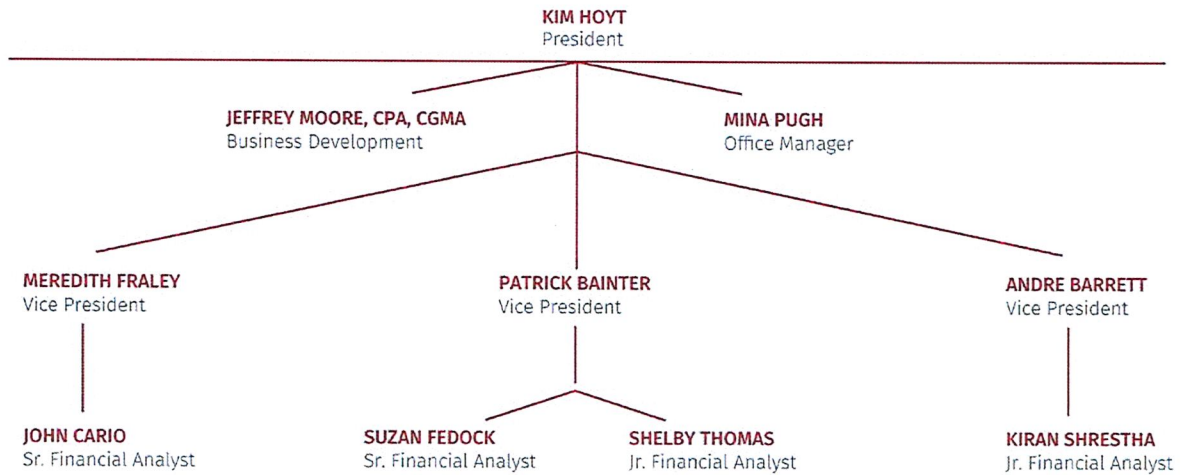 KIM HOYT
President
JEFFREY MOORE, CPA, CGMA
Business Development
MINA PUGH
Office Manager
MEREDITH FRALEY
Vice President
PATRICK BAINTER
Vice President
ANDRE BARRETT
Vice President
JOHN CARIO
Sr. Financial Analyst
SUZAN FEDOCK
Sr. Financial Analyst
SHELBY THOMAS
Jr. Financial Analyst
KIRAN SHRESTHA
Jr. Financial Analyst